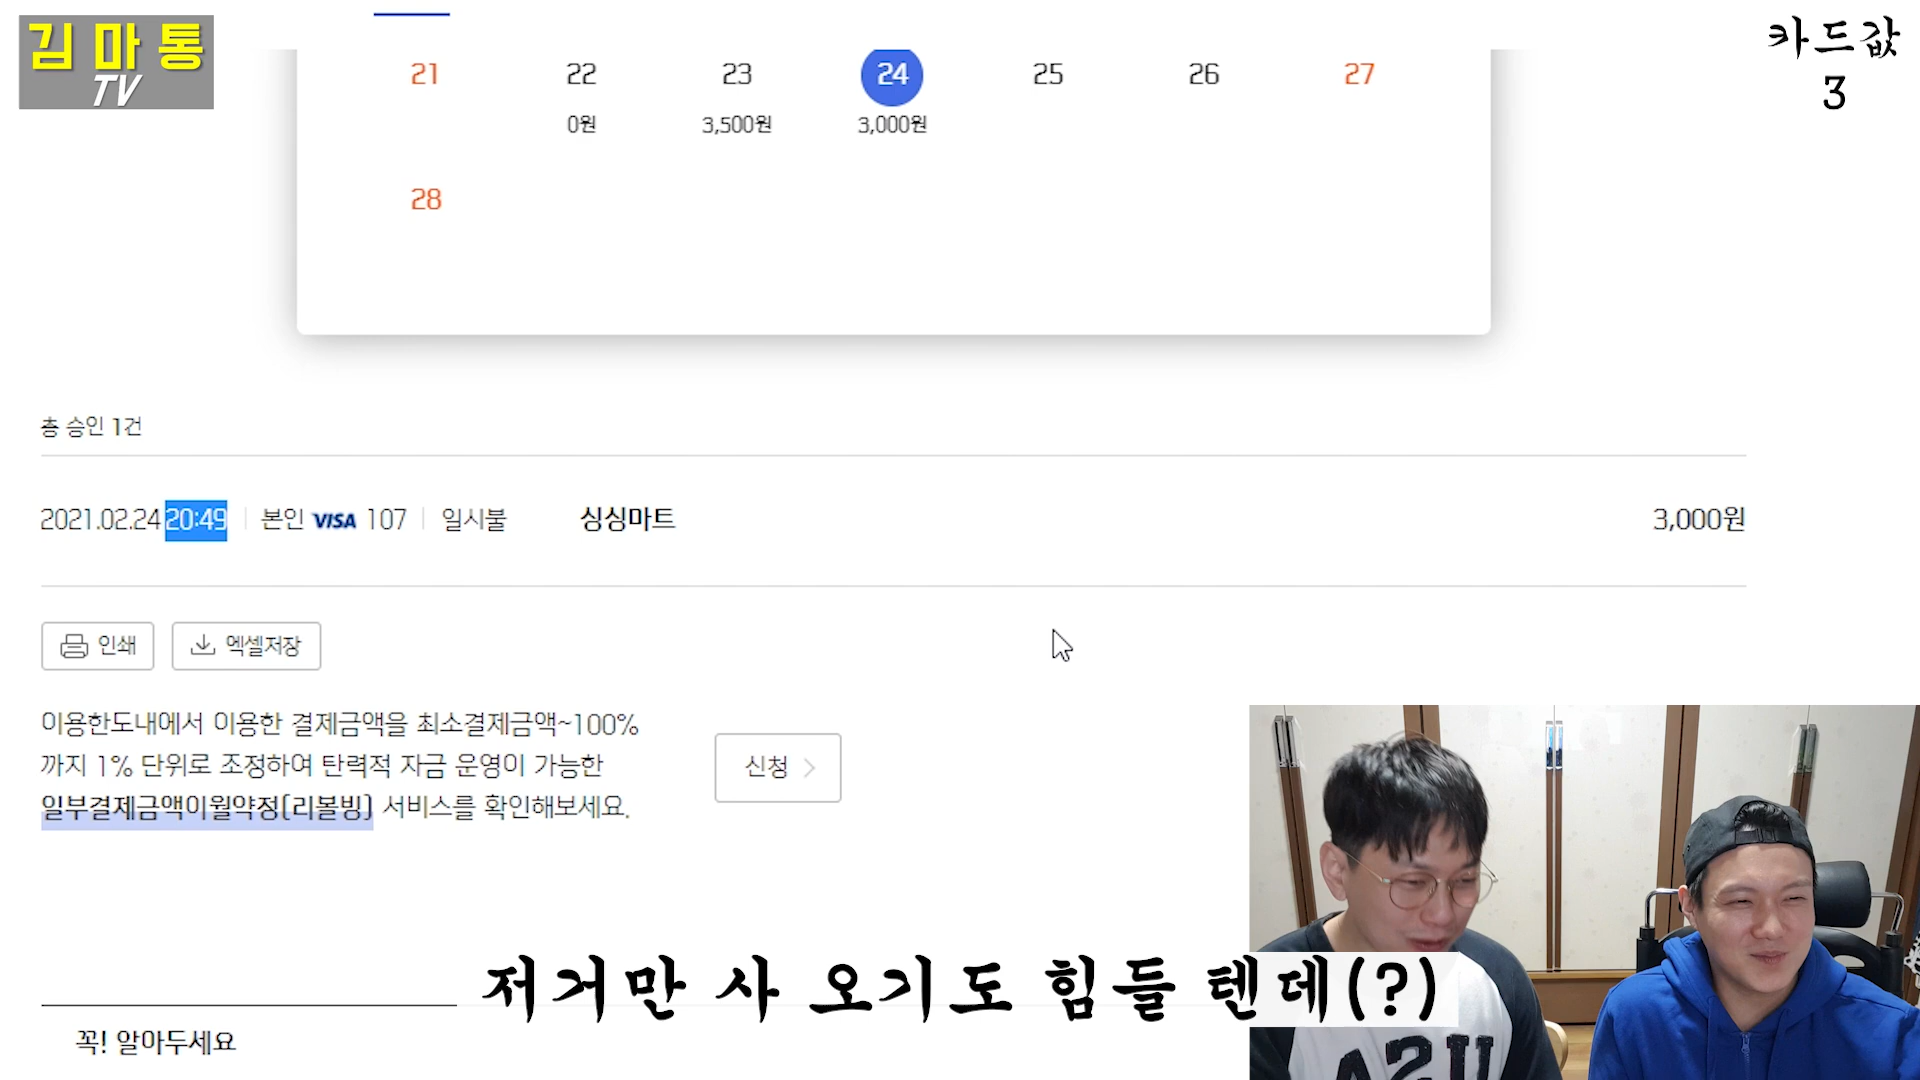 김마통
TV
카드값
3
21 22 23 24 25 26 27
0원 3,500원 3,000원
28
총 승인 1건
2021.02.24 20:49 본인 VISA 107 일시불 싱싱마트 3,000원
인쇄 엑셀저장
이용한도내에서 이용한 결제금액을 최소결제금액~100%
까지 1% 단위로 조정하여 탄력적 자금 운영이 가능한
일부결제금액이월약정(리볼빙) 서비스를 확인해보세요.
신청
저거만 사 오기도 힘들 텐데(?)
꼭! 알아두세요